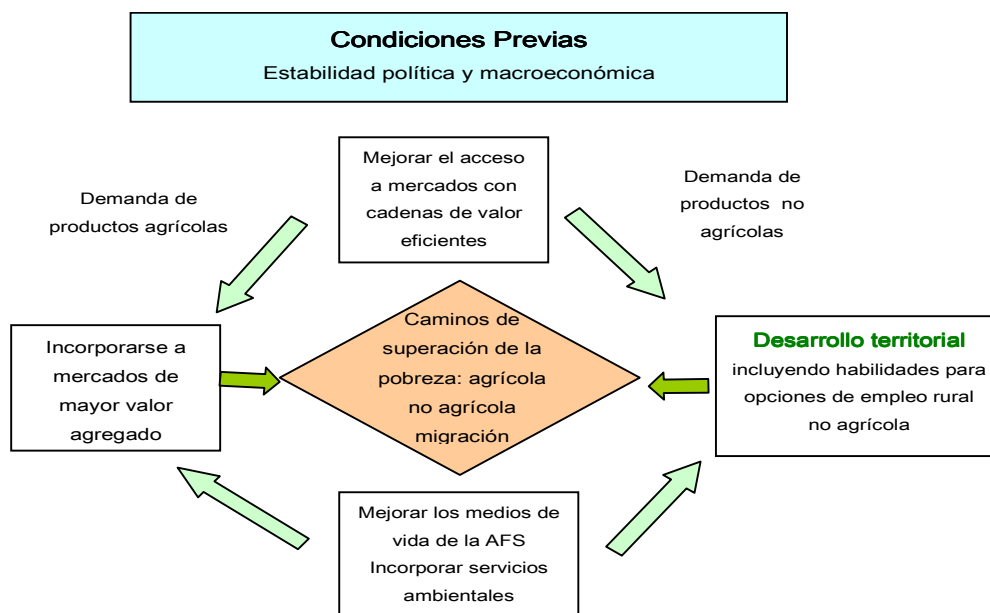 Condiciones Previas
Estabilidad política y macroeconómica
Mejorar el acceso
a mercados con
cadenas de valor
eficientes
Demanda de
productos agrícolas
Demanda de
productos no
agrícolas
Incorporarse a
mercados de
mayor valor
agregado
Caminos de
superación de la
pobreza: agrícola
no agrícola
migración
Desarrollo territorial
incluyendo habilidades para
opciones de empleo rural
no agrícola
Mejorar los medios de
vida de la AFS
Incorporar servicios
ambientales